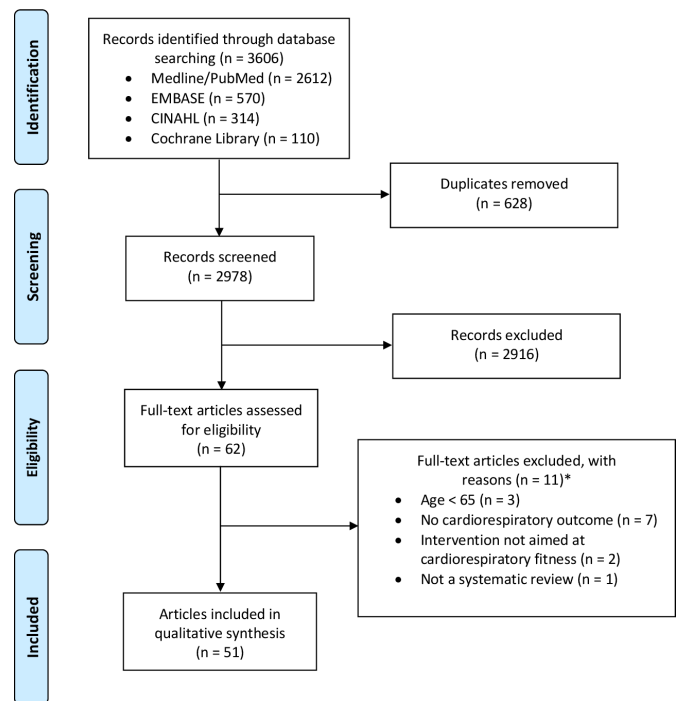 Identification
Records identified through database
searching (n = 3606)
• Medline/PubMed (n = 2612)
• EMBASE (n = 570)
• CINAHL (n = 314)
• Cochrane Library (n = 110)
Duplicates removed
(n = 628)
Screening
Records screened
(n = 2978)
Records excluded
(n = 2916)
Eligibility
Full-text articles assessed
for eligibility
(n = 62)
Full-text articles excluded, with
reasons (n = 11)*
• Age < 65 (n = 3)
• No cardiorespiratory outcome (n = 7)
• Intervention not aimed at
cardiorespiratory fitness (n = 2)
• Not a systematic review (n = 1)
Included
Articles included in
qualitative synthesis
(n = 51)